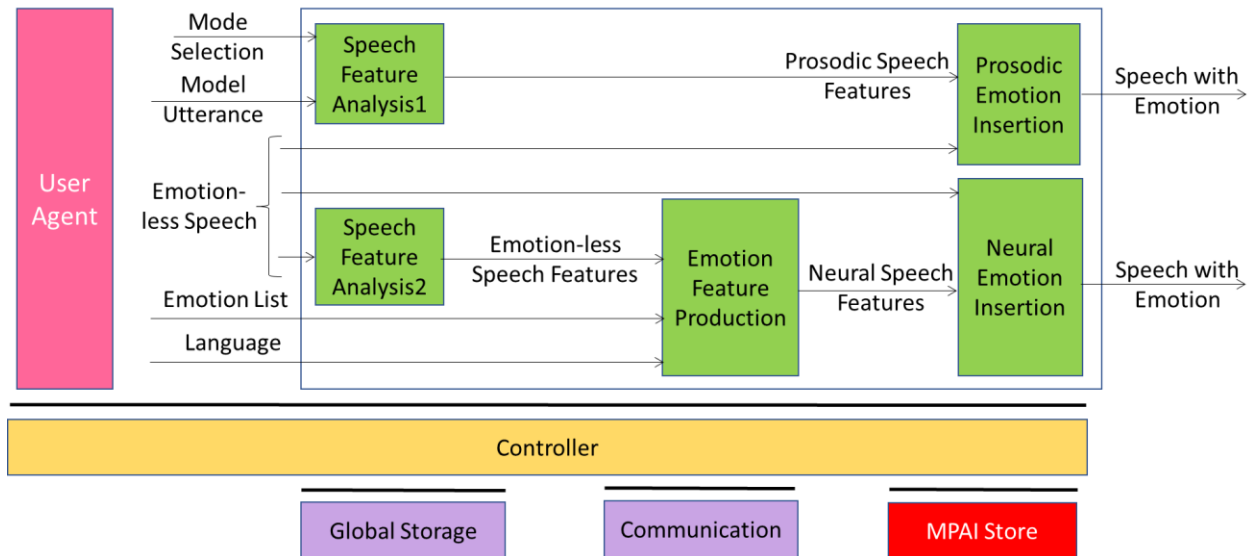 Mode
Selection
Model
Utterance
Speech
Feature
Analysis1
Prosodic Speech
Features
Prosodic
Emotion
Insertion
Speech with
Emotion
User
Agent
Emotion-
less Speech
Speech
Feature
Analysis2
Emotion-less
Speech Features
Emotion
Feature
Production
Neural Speech
Features
Neural
Emotion
Insertion
Speech with
Emotion
Emotion List
Language
Controller
Global Storage
Communication
MPAI Store